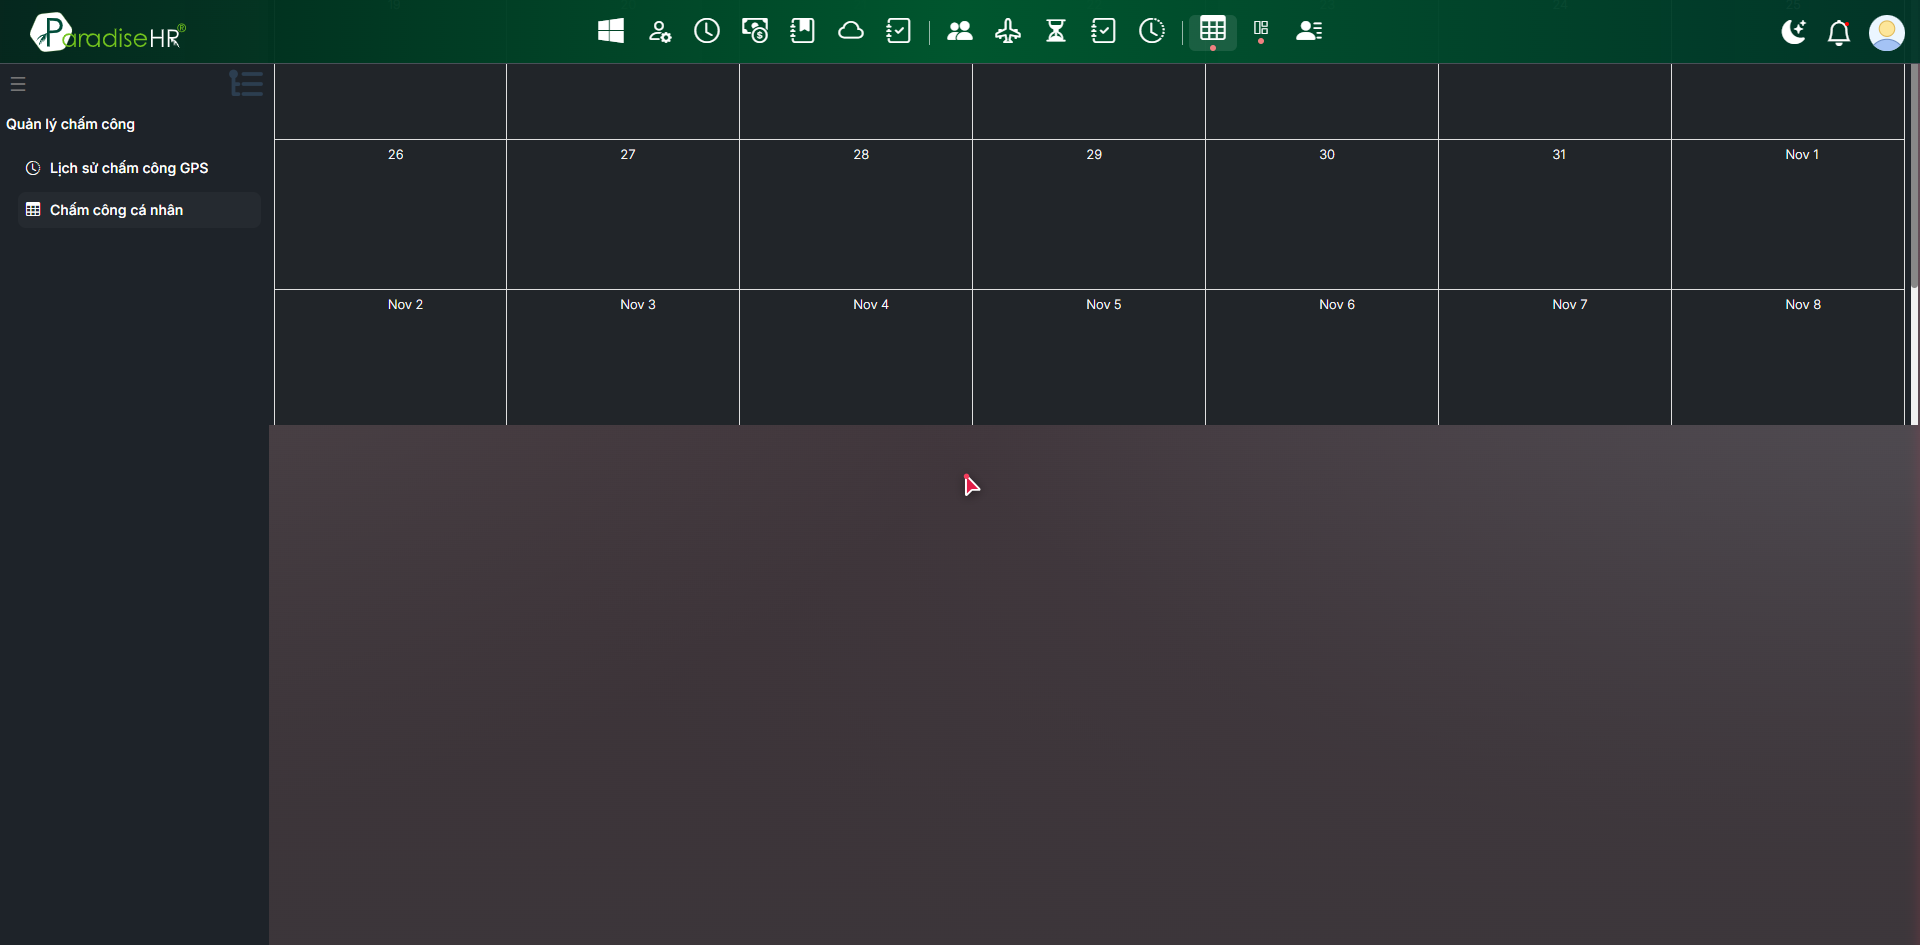 ParadiseHR®
Quản lý chấm công
Lịch sử chấm công GPS
Chấm công cá nhân
26 27 28 29 30 31 Nov 1
Nov 2 Nov 3 Nov 4 Nov 5 Nov 6 Nov 7 Nov 8